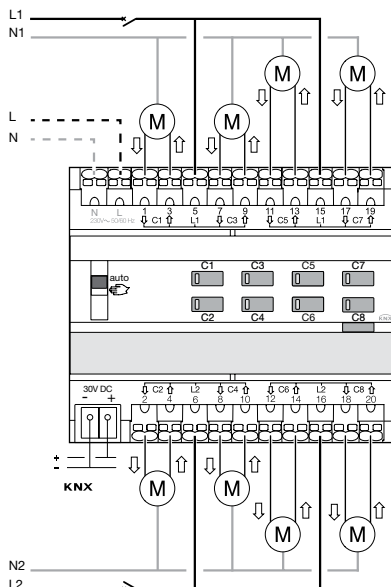 L1
N1
M M
L
M M
N
N L 1 3 5 7 9 11 13 15 17 19
230V~ 50/60 Hz C1 L1 C3 C5 L1 C7
auto
C1 C3 C5 C7
C2 C4 C6 C8
KNX
30V DC C2 L2 C4 C6 L2 C8
- + 2 4 6 8 10 12 14 16 18 20
+
-
KNX
M M
M M
N2
L2